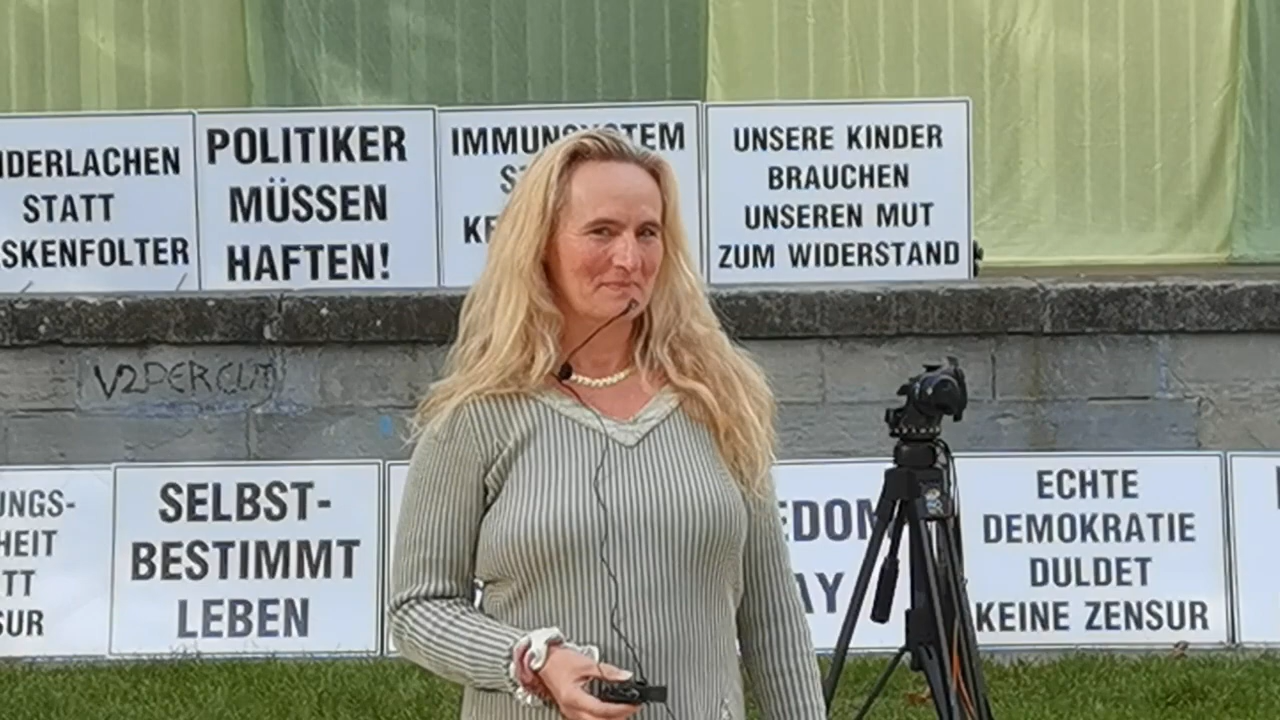 NDERLACHEN
STATT
SKENFOLTER
POLITIKER
MÜSSEN
HAFTEN!
IMMUNSYSTEM
UNSERE KINDER
BRAUCHEN
UNSEREN MUT
ZUM WIDERSTAND
V2PERCUT
UNGS-
HEIT
TT
SUR
SELBST-
BESTIMMT
LEBEN
EDOM
AY
ECHTE
DEMOKRATIE
DULDET
KEINE ZENSUR